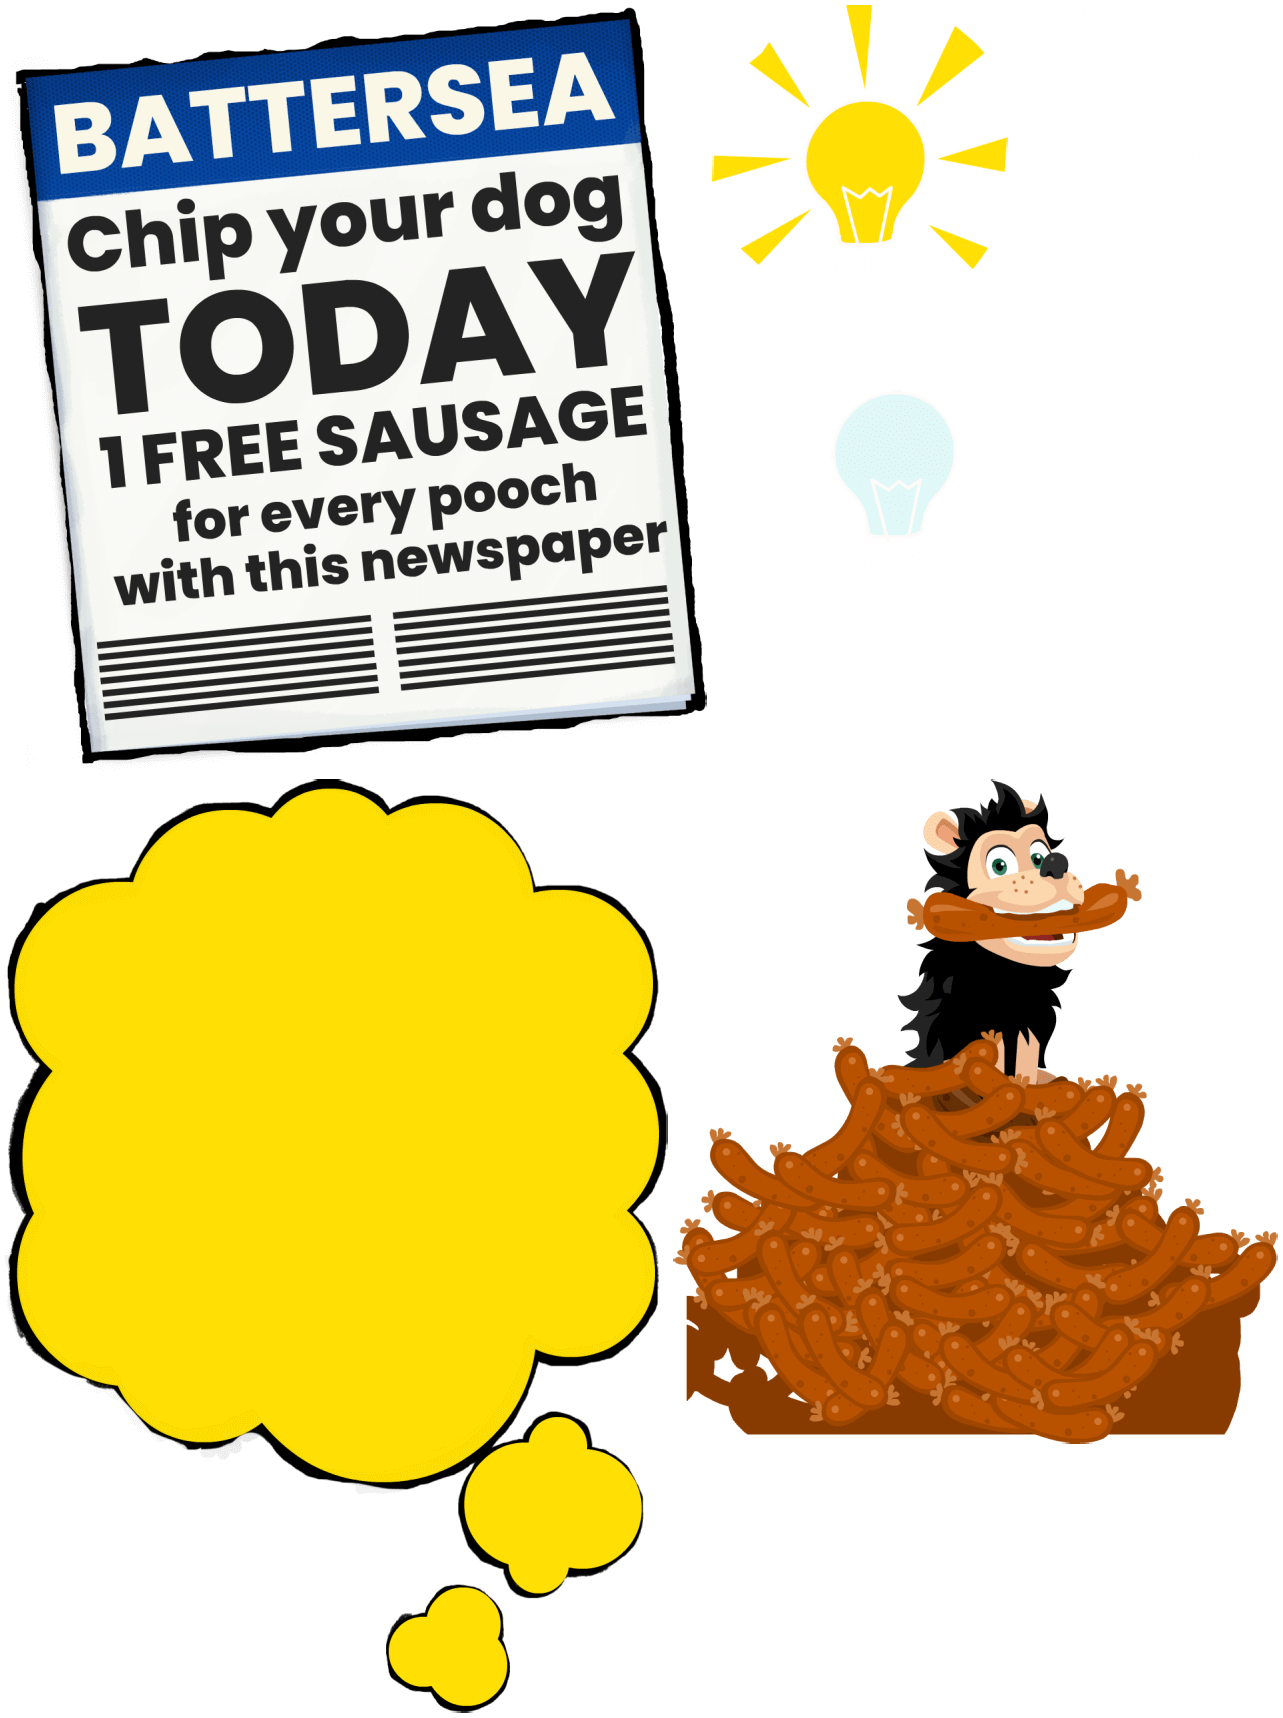 BATTERSEA
Chip your dog
TODAY
1 FREE SAUSAGE
for every pooch
with this newspaper